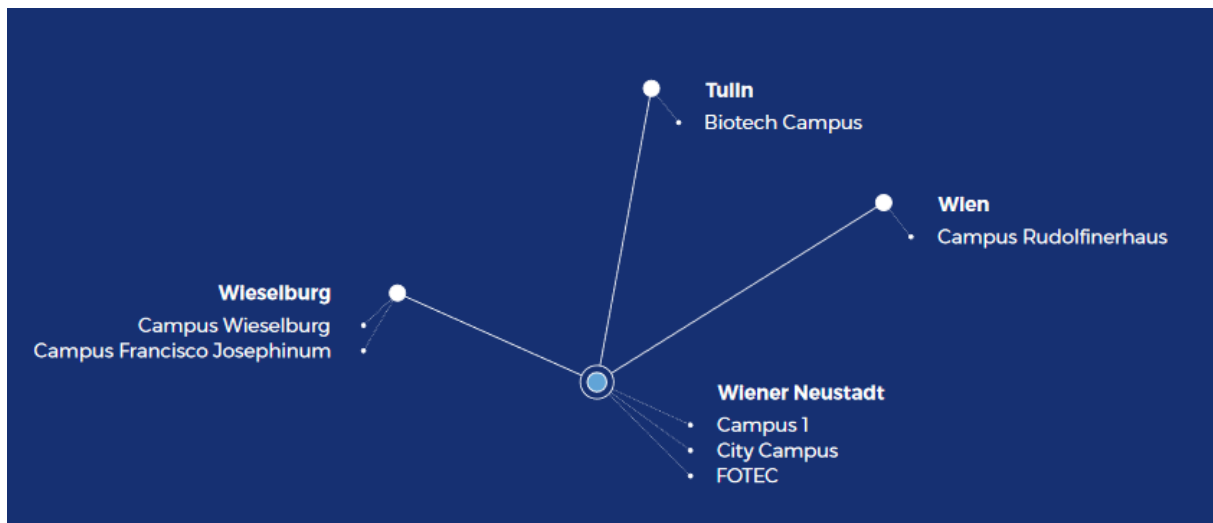 Tulln
Biotech Campus
Wien
Campus Rudolfinerhaus
Wieselburg
Campus Wieselburg
Campus Francisco Josephinum
Wiener Neustadt
Campus 1
City Campus
FOTEC